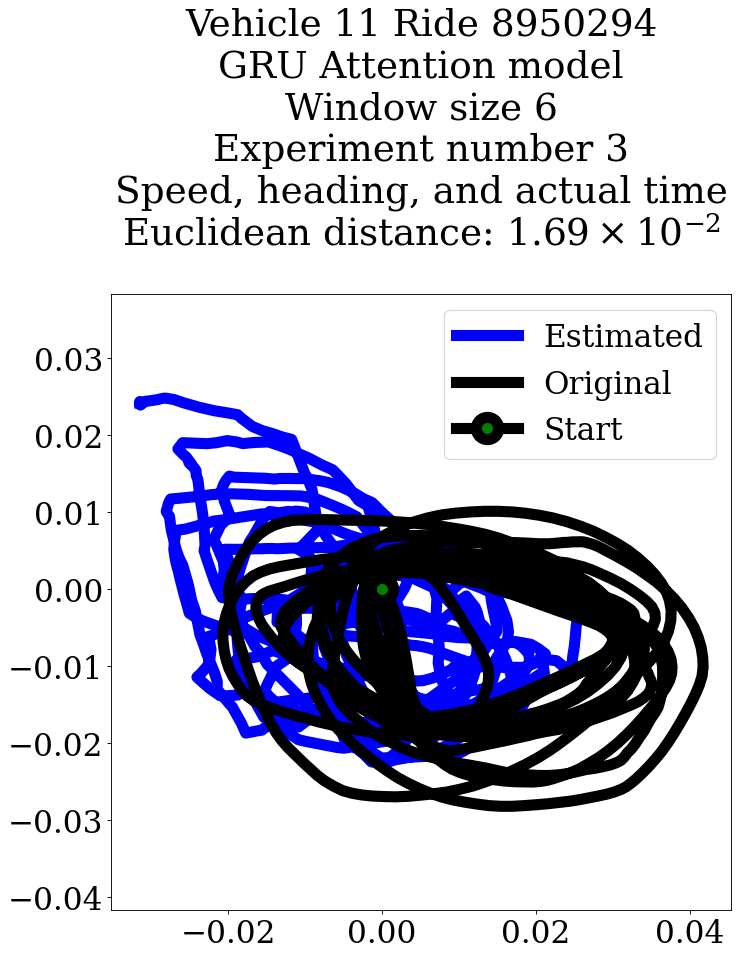 Vehicle 11 Ride 8950294
GRU Attention model
Window size 6
Experiment number 3
Speed, heading, and actual time
Euclidean distance: 1.69 × 10⁻²
Estimated
Original
Start
0.03
0.02
0.01
0.00
−0.01
−0.02
−0.03
−0.04
−0.02 0.00 0.02 0.04